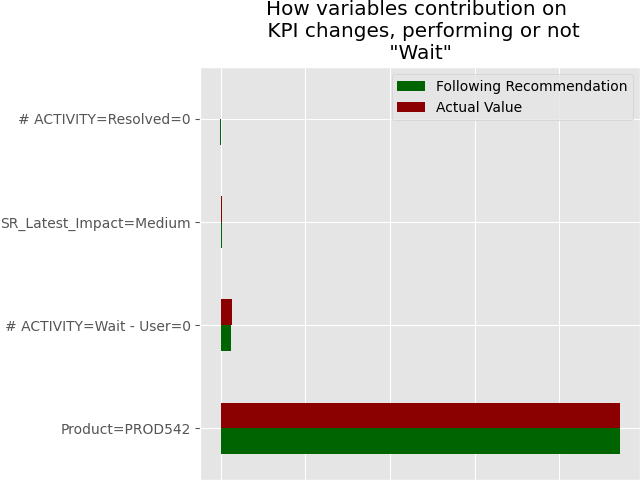 How variables contribution on
KPI changes, performing or not
"Wait"
Following Recommendation
Actual Value
# ACTIVITY=Resolved=0
SR_Latest_Impact=Medium
# ACTIVITY=Wait - User=0
Product=PROD542